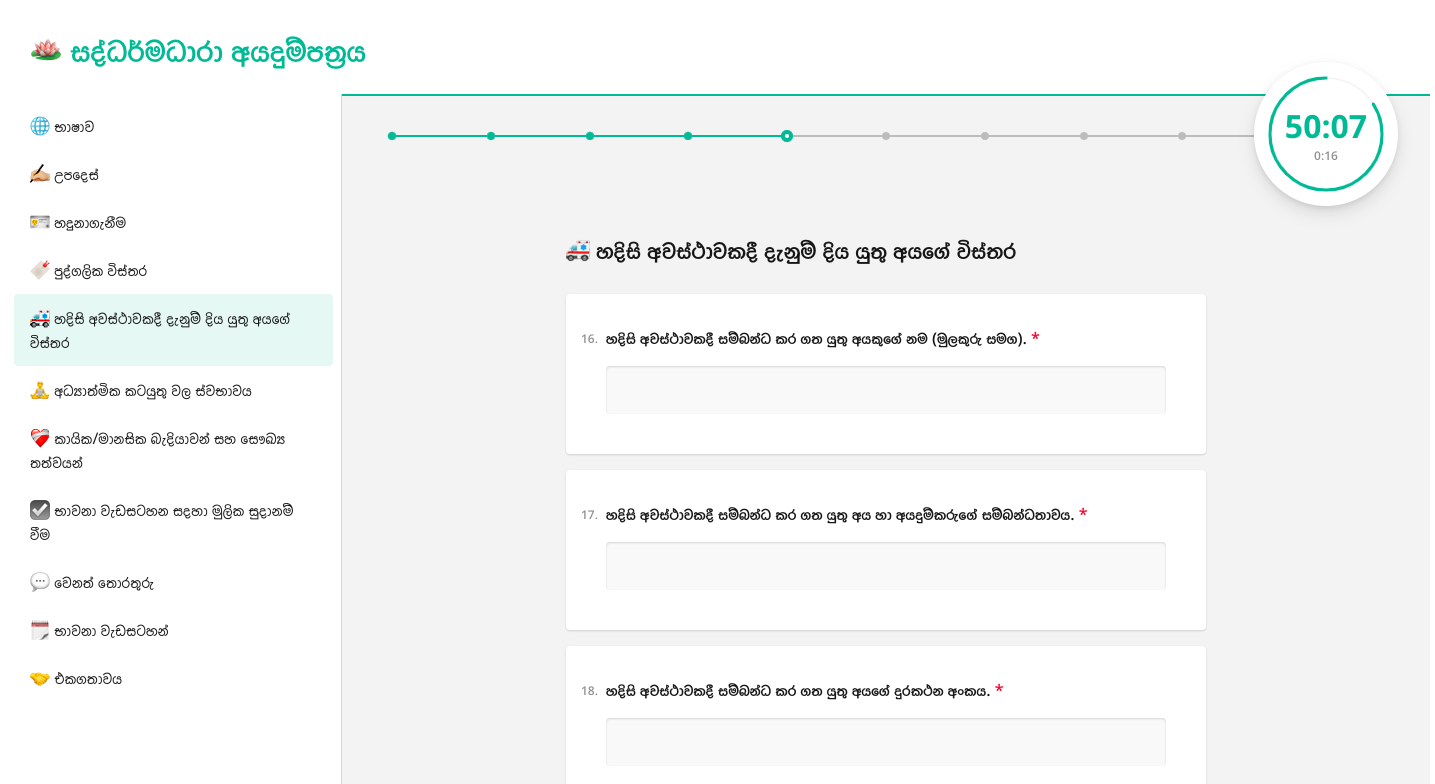 සද්ධර්මධාරා අයදුම්පත්‍රය
භාෂාව
උපදෙස්
හදුනාගැනීම
පුද්ගලික විස්තර
හදිසි අවස්ථාවකදී දැනුම් දිය යුතු අයගේ
විස්තර
අධ්‍යාත්මික කටයුතු වල ස්වභාවය
කායික/මානසික බැඳියාවන් සහ සෞඛ්‍ය
තත්වයන්
භාවනා වැඩසටහන සඳහා මූලික සුදානම්
වීම
වෙනත් තොරතුරු
භාවනා වැඩසටහන්
එකගතාවය
50:07
0:16
හදිසි අවස්ථාවකදී දැනුම් දිය යුතු අයගේ විස්තර
16. හදිසි අවස්ථාවකදී සම්බන්ධ කර ගත යුතු අයකුගේ නම (මුලකුරු සමග). *
17. හදිසි අවස්ථාවකදී සම්බන්ධ කර ගත යුතු අය හා අයදුම්කරුගේ සම්බන්ධතාවය. *
18. හදිසි අවස්ථාවකදී සම්බන්ධ කර ගත යුතු අයගේ දුරකථන අංකය. *